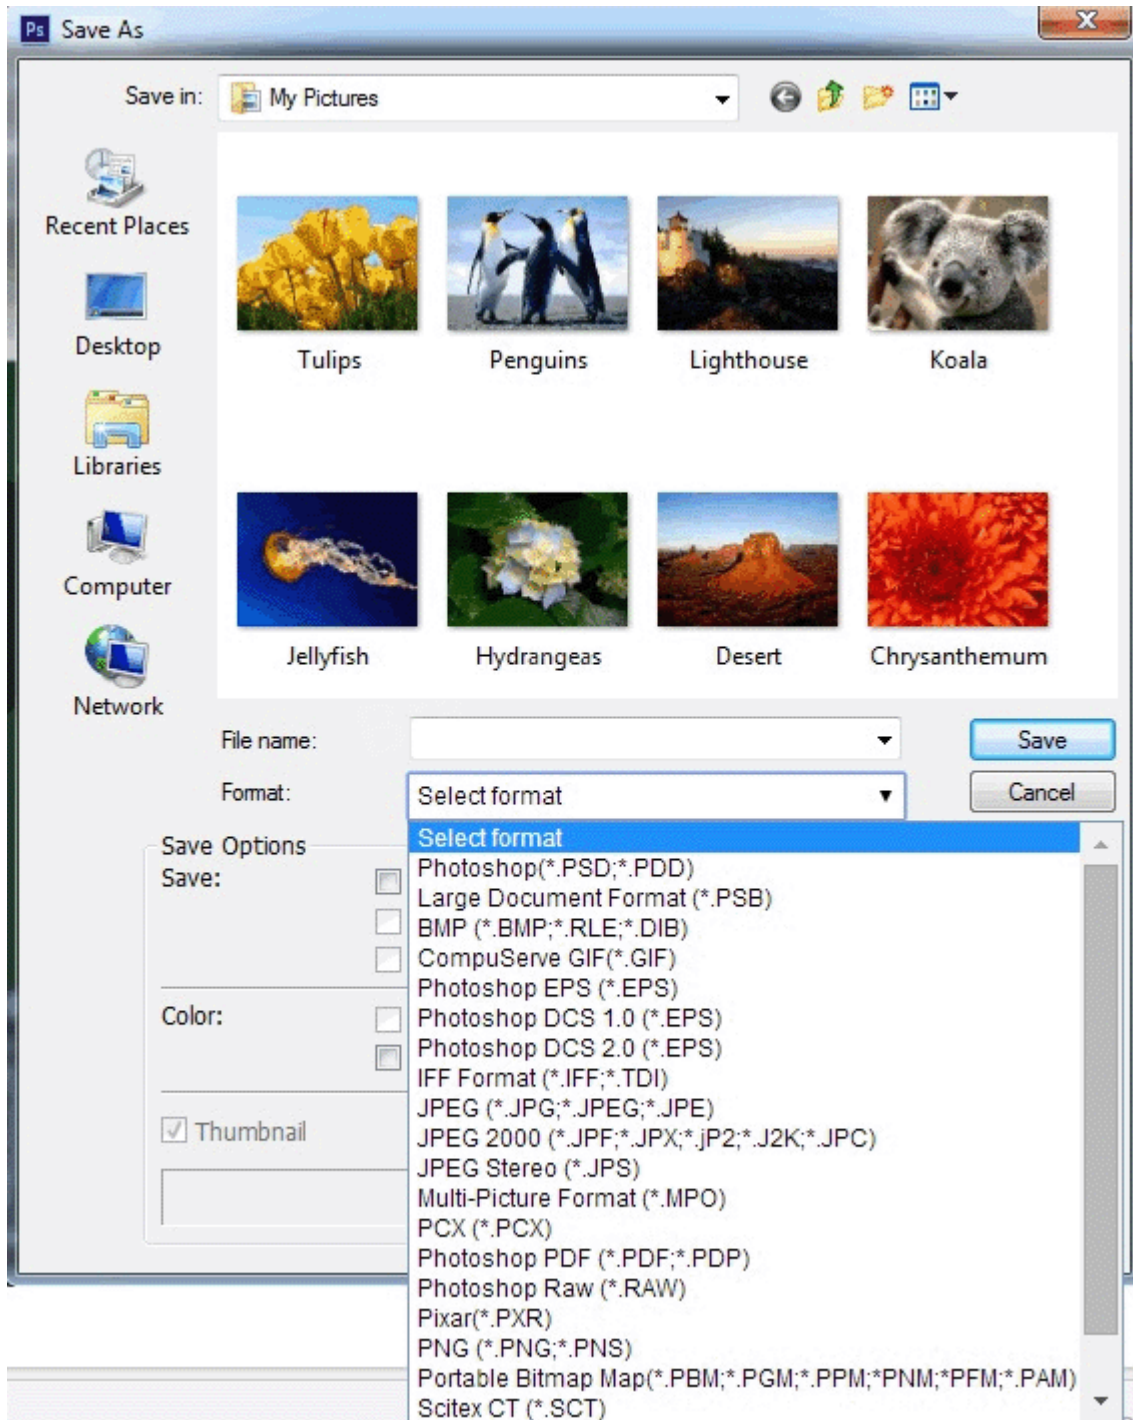 Ps Save As
Save in: My Pictures
Recent Places
Desktop
Libraries
Computer
Network
Tulips Penguins Lighthouse Koala
Jellyfish Hydrangeas Desert Chrysanthemum
File name: Save
Format: Select format Cancel
Save Options
Save:
Color:
Thumbnail
Select format
Photoshop(*.PSD;*.PDD)
Large Document Format (*.PSB)
BMP (*.BMP;*.RLE;*.DIB)
CompuServe GIF(*.GIF)
Photoshop EPS (*.EPS)
Photoshop DCS 1.0 (*.EPS)
Photoshop DCS 2.0 (*.EPS)
IFF Format (*.IFF;*.TDI)
JPEG (*.JPG;*.JPEG;*.JPE)
JPEG 2000 (*.JPF;*.JPX;*.jP2;*.J2K;*.JPC)
JPEG Stereo (*.JPS)
Multi-Picture Format (*.MPO)
PCX (*.PCX)
Photoshop PDF (*.PDF;*.PDP)
Photoshop Raw (*.RAW)
Pixar(*.PXR)
PNG (*.PNG;*.PNS)
Portable Bitmap Map(*.PBM;*.PGM;*.PPM;*PNM;*PFM;*.PAM)
Scitex CT (*.SCT)